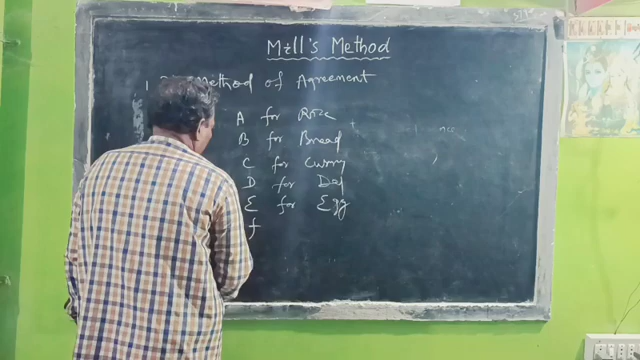 Mill's Method
1. Method of Agreement
A for Rice
B for Bread
C for Curry
D for Dal
E for Egg
f